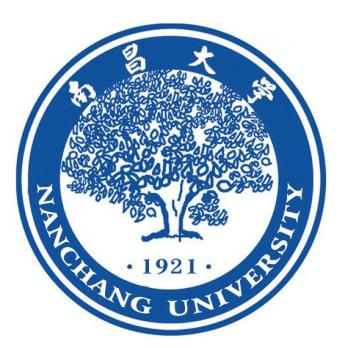 南昌大学
· 1921 ·
NANCHANG UNIVERSITY